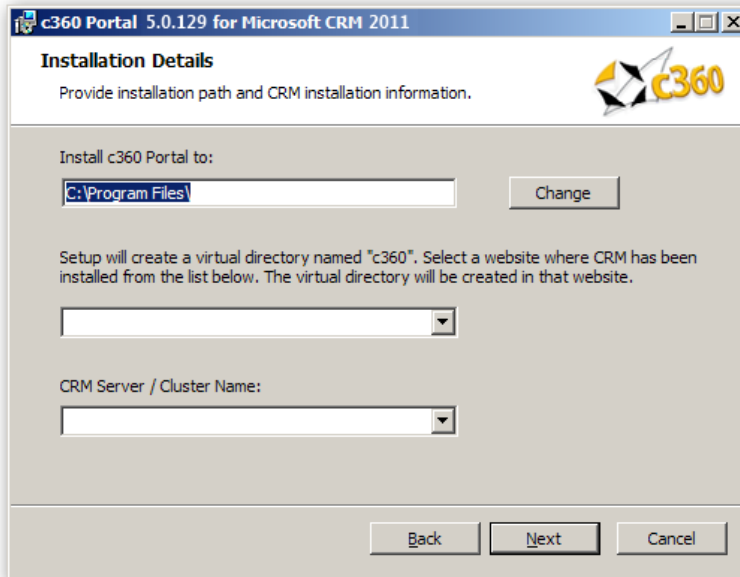 c360 Portal 5.0.129 for Microsoft CRM 2011
Installation Details
Provide installation path and CRM installation information.
c360
Install c360 Portal to:
C:\Program Files\
Change
Setup will create a virtual directory named "c360". Select a website where CRM has been
installed from the list below. The virtual directory will be created in that website.
CRM Server / Cluster Name:
Back
Next
Cancel